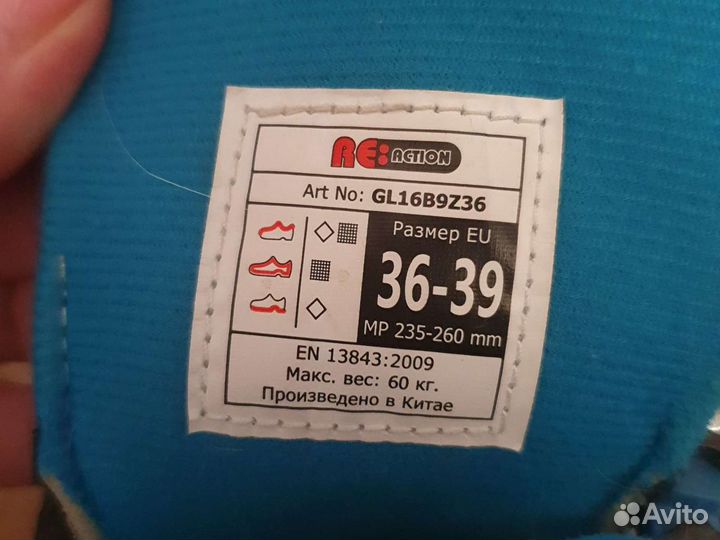 RE:ACTION
Art No: GL16B9Z36
Размер EU
36-39
MP 235-260 mm
EN 13843:2009
Макс. вес: 60 кг.
Произведено в Китае
Avito